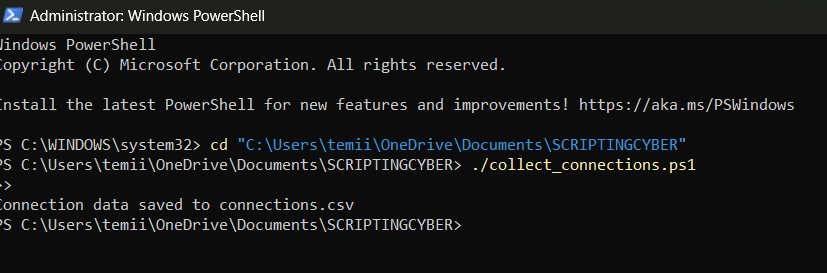 Administrator: Windows PowerShell
Windows PowerShell
Copyright (C) Microsoft Corporation. All rights reserved.
Install the latest PowerShell for new features and improvements! https://aka.ms/PSWindows
PS C:\WINDOWS\system32> cd "C:\Users\temii\OneDrive\Documents\SCRIPTINGCYBER"
PS C:\Users\temii\OneDrive\Documents\SCRIPTINGCYBER> ./collect_connections.ps1
>>
Connection data saved to connections.csv
PS C:\Users\temii\OneDrive\Documents\SCRIPTINGCYBER>